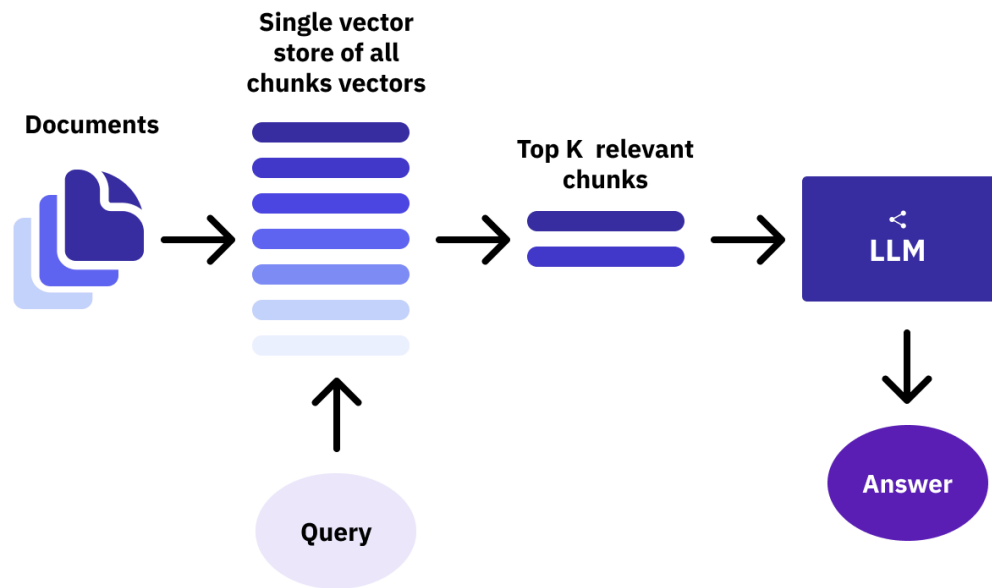 Single vector
store of all
chunks vectors
Documents
Top K relevant
chunks
LLM
Query
Answer